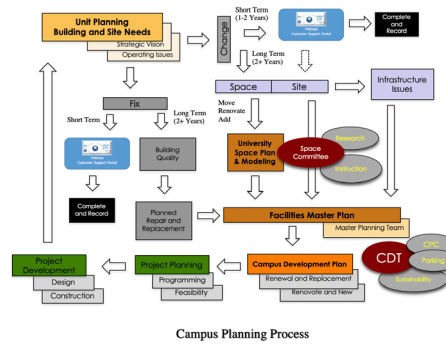 Unit Planning
Building and Site Needs
Strategic Vision
Operating Issues
Change
Short Term
(1-2 Years)
Customer Support Portal
Complete and
Record
Long Term
(2+ Years)
Space
Site
Infrastructure
Issues
Fix
Short Term
Long Term
(2+ Years)
Move
Renovate
Add
Customer Support Portal
Building
Quality
University
Space Plan
& Modeling
Space
Committee
Research
Instruction
Complete
and Record
Planned
Repair and
Replacement
Facilities Master Plan
Master Planning Team
Project
Development
Design
Construction
Project Planning
Programming
Feasibility
Campus Development Plan
Renewal and Replacement
Renovate and New
CDT
CPC
Parking
Sustainability
Campus Planning Process